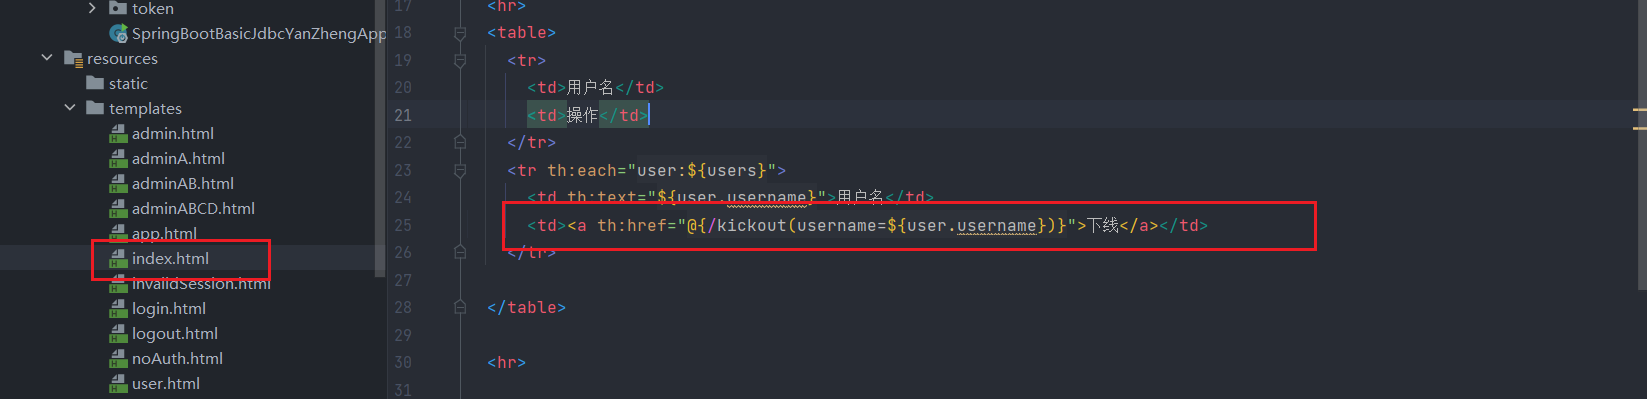 token
SpringBootBasicJdbcYanZhengApp
resources
static
templates
admin.html
adminA.html
adminAB.html
adminABCD.html
app.html
index.html
invalidSession.html
login.html
logout.html
noAuth.html
user.html
17 <hr>
18 <table>
19 <tr>
20 <td>用户名</td>
21 <td>操作</td>
22 </tr>
23 <tr th:each="user:${users}">
24 <td th:text="${user.username}">用户名</td>
25 <td><a th:href="@{/kickout(username=${user.username})}">下线</a></td>
26 </tr>
27
28 </table>
29
30 <hr>
31